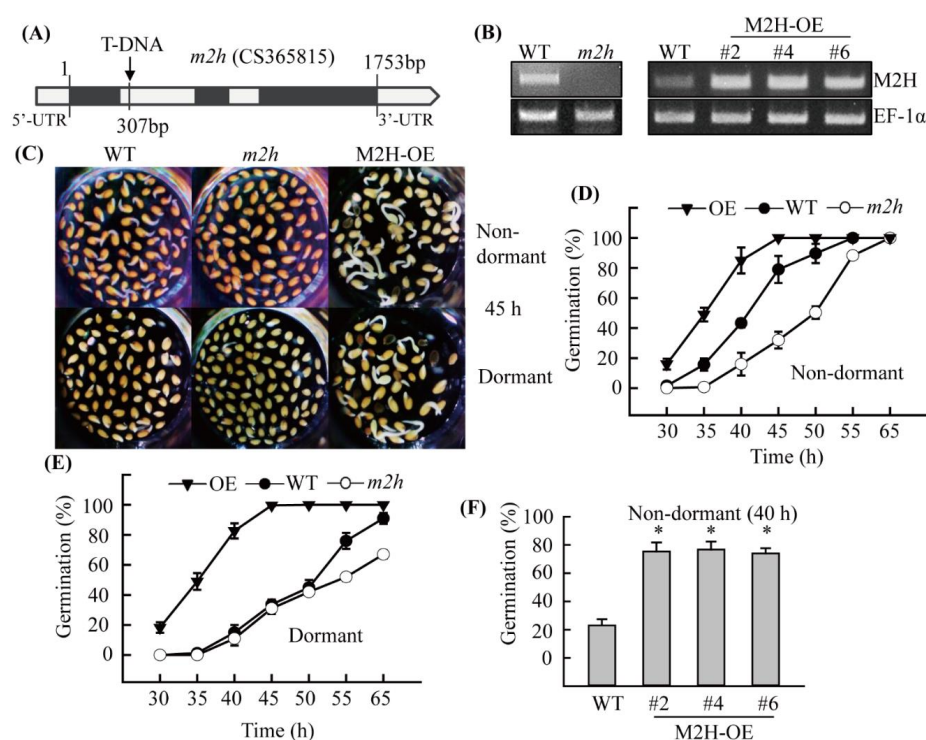 (A)
T-DNA
m2h (CS365815)
1
1753bp
5'-UTR
307bp
3'-UTR
(B)
M2H-OE
WT m2h WT #2 #4 #6
M2H
EF-1α
(C)
WT m2h M2H-OE
Non-
dormant
45 h
Dormant
(D)
OE WT m2h
Germination (%)
100
80
60
40
20
0
Non-dormant
30 35 40 45 50 55 65
Time (h)
(E)
OE WT m2h
Germination (%)
100
80
60
40
20
0
Dormant
30 35 40 45 50 55 65
Time (h)
(F)
Non-dormant (40 h)
* * *
Germination (%)
100
80
60
40
20
0
WT #2 #4 #6
M2H-OE